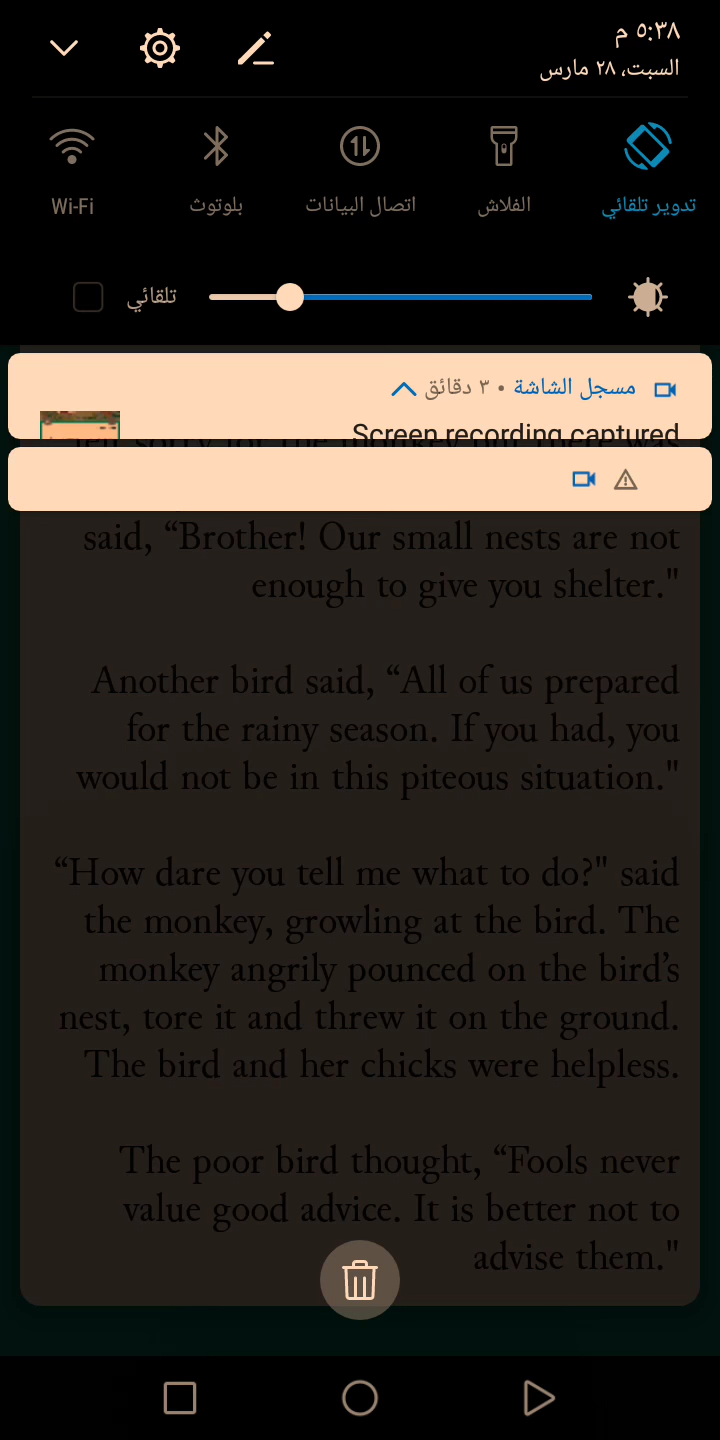 ٥:٣٨ م
السبت، ٢٨ مارس
Wi-Fi
بلوتوث
اتصال البيانات
الفلاش
تدوير تلقائي
تلقائي
مسجل الشاشة • ٣ دقائق
Screen recording captured
said, “Brother! Our small nests are not
enough to give you shelter."
Another bird said, “All of us prepared
for the rainy season. If you had, you
would not be in this piteous situation."
“How dare you tell me what to do?" said
the monkey, growling at the bird. The
monkey angrily pounced on the bird’s
nest, tore it and threw it on the ground.
The bird and her chicks were helpless.
The poor bird thought, “Fools never
value good advice. It is better not to
advise them."